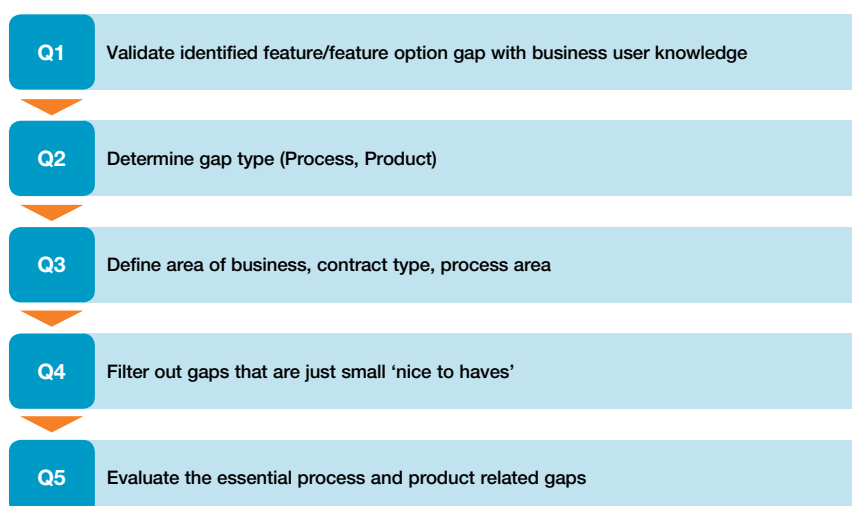 Q1
Validate identified feature/feature option gap with business user knowledge
Q2
Determine gap type (Process, Product)
Q3
Define area of business, contract type, process area
Q4
Filter out gaps that are just small ‘nice to haves’
Q5
Evaluate the essential process and product related gaps